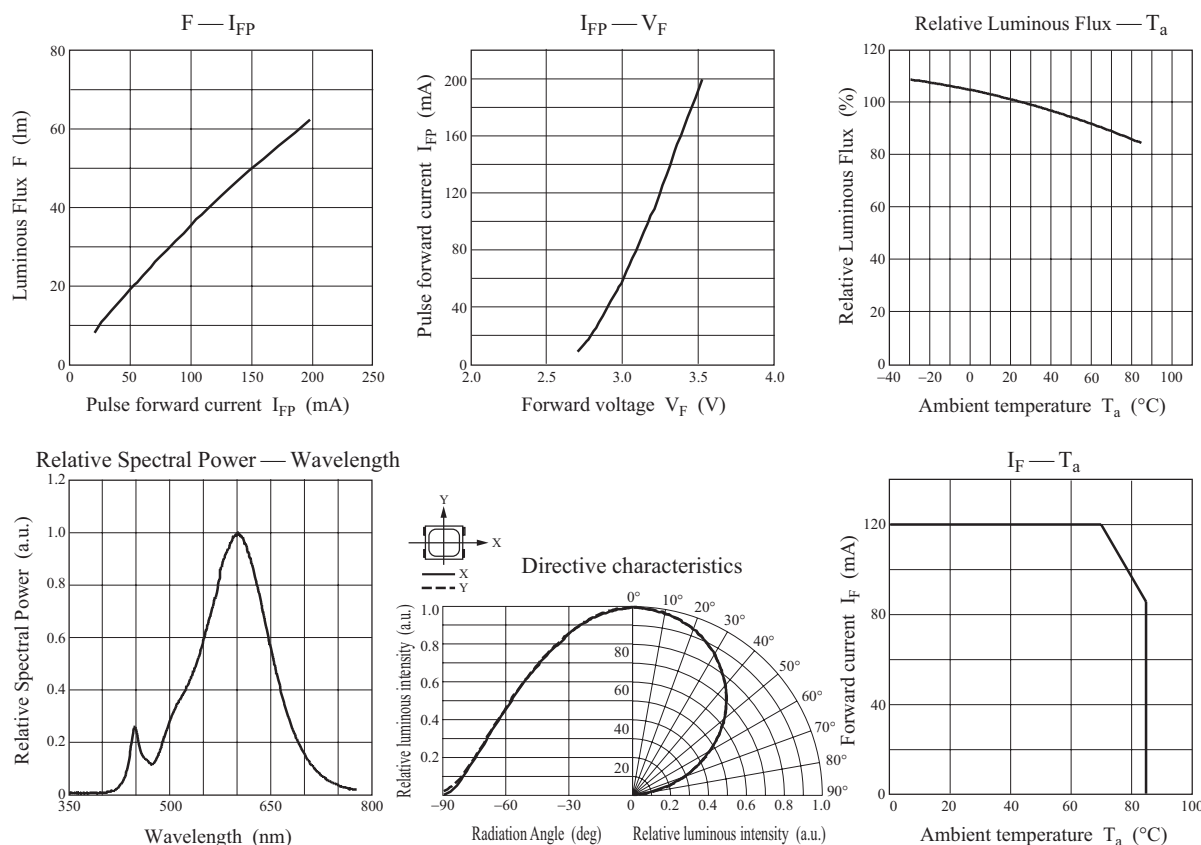 F — I_FP
80
60
40
20
0
Luminous Flux F (lm)
0 50 100 150 200 250
Pulse forward current I_FP (mA)
I_FP — V_F
200
160
120
80
40
0
Pulse forward current I_FP (mA)
2.0 2.5 3.0 3.5 4.0
Forward voltage V_F (V)
Relative Luminous Flux — T_a
120
100
80
60
40
20
0
Relative Luminous Flux (%)
–40 –20 0 20 40 60 80 100
Ambient temperature T_a (°C)
Relative Spectral Power — Wavelength
1.2
1.0
0.8
0.6
0.4
0.2
0
Relative Spectral Power (a.u.)
350 500 650 800
Wavelength (nm)
Y
X
X
Y
Directive characteristics
1.0
0.8
0.6
0.4
0.2
Relative luminous intensity (a.u.)
80
60
80
60
40
20
0° 10° 20° 30° 40° 50° 60° 70° 80° 90°
–90 –60 –30 0 0.2 0.4 0.6 0.8 1.0
Radiation Angle (deg) Relative luminous intensity (a.u.)
I_F — T_a
120
80
40
0
Forward current I_F (mA)
0 20 40 60 80 100
Ambient temperature T_a (°C)